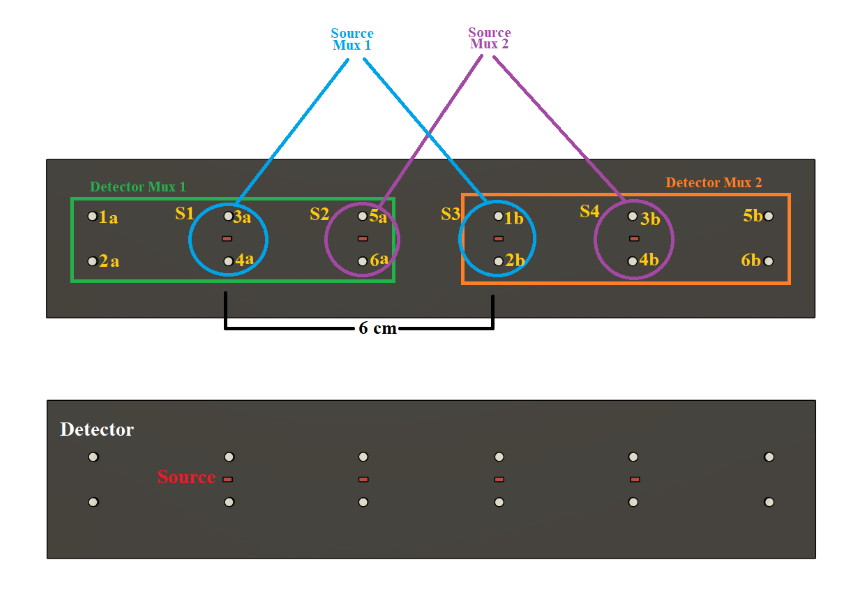 Source
Mux 1
Source
Mux 2
Detector Mux 1
Detector Mux 2
1a
S1
3a
S2
5a
S3
1b
S4
3b
5b
2a
4a
6a
2b
4b
6b
6 cm
Detector
Source